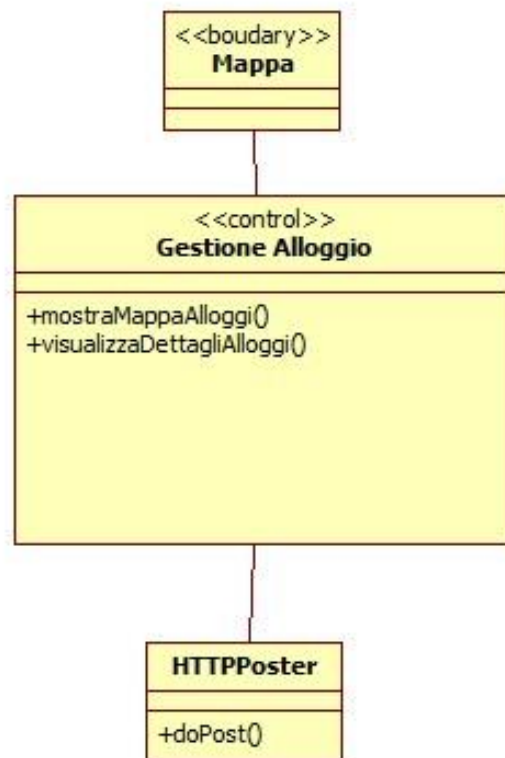 <<boudary>>
Mappa
<<control>>
Gestione Alloggio
+mostraMappaAlloggi()
+visualizzaDettagliAlloggi()
HTTPPoster
+doPost()